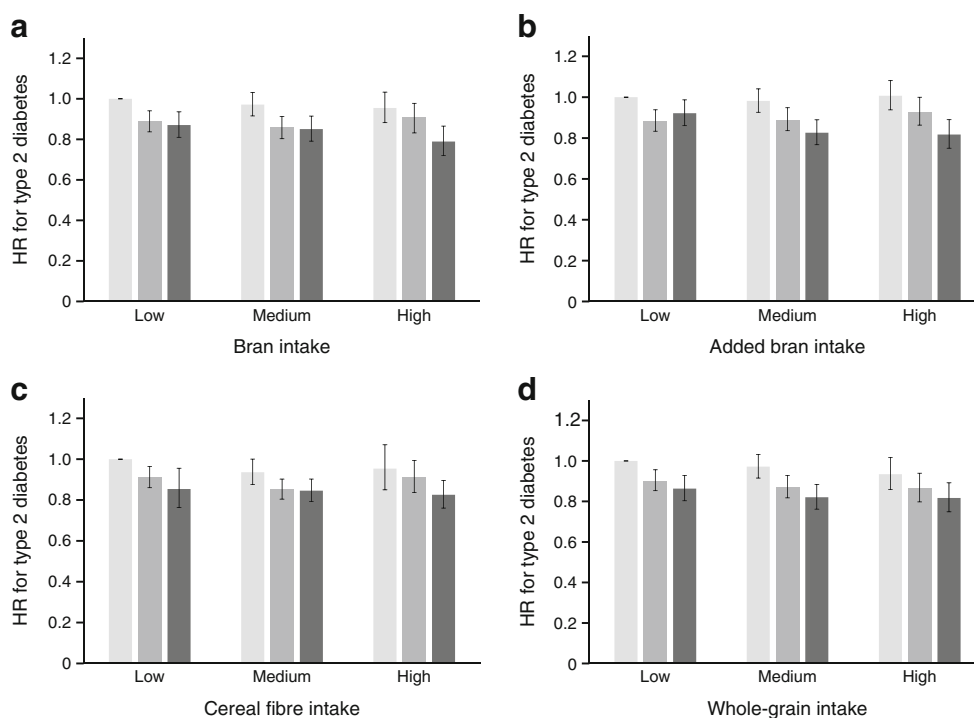 a
HR for type 2 diabetes
1.2
1.0
0.8
0.6
0.4
0.2
0
Low Medium High
Bran intake
b
HR for type 2 diabetes
1.2
1.0
0.8
0.6
0.4
0.2
0
Low Medium High
Added bran intake
c
HR for type 2 diabetes
1.2
1.0
0.8
0.6
0.4
0.2
0
Low Medium High
Cereal fibre intake
d
HR for type 2 diabetes
1.2
1.0
0.8
0.6
0.4
0.2
0
Low Medium High
Whole-grain intake